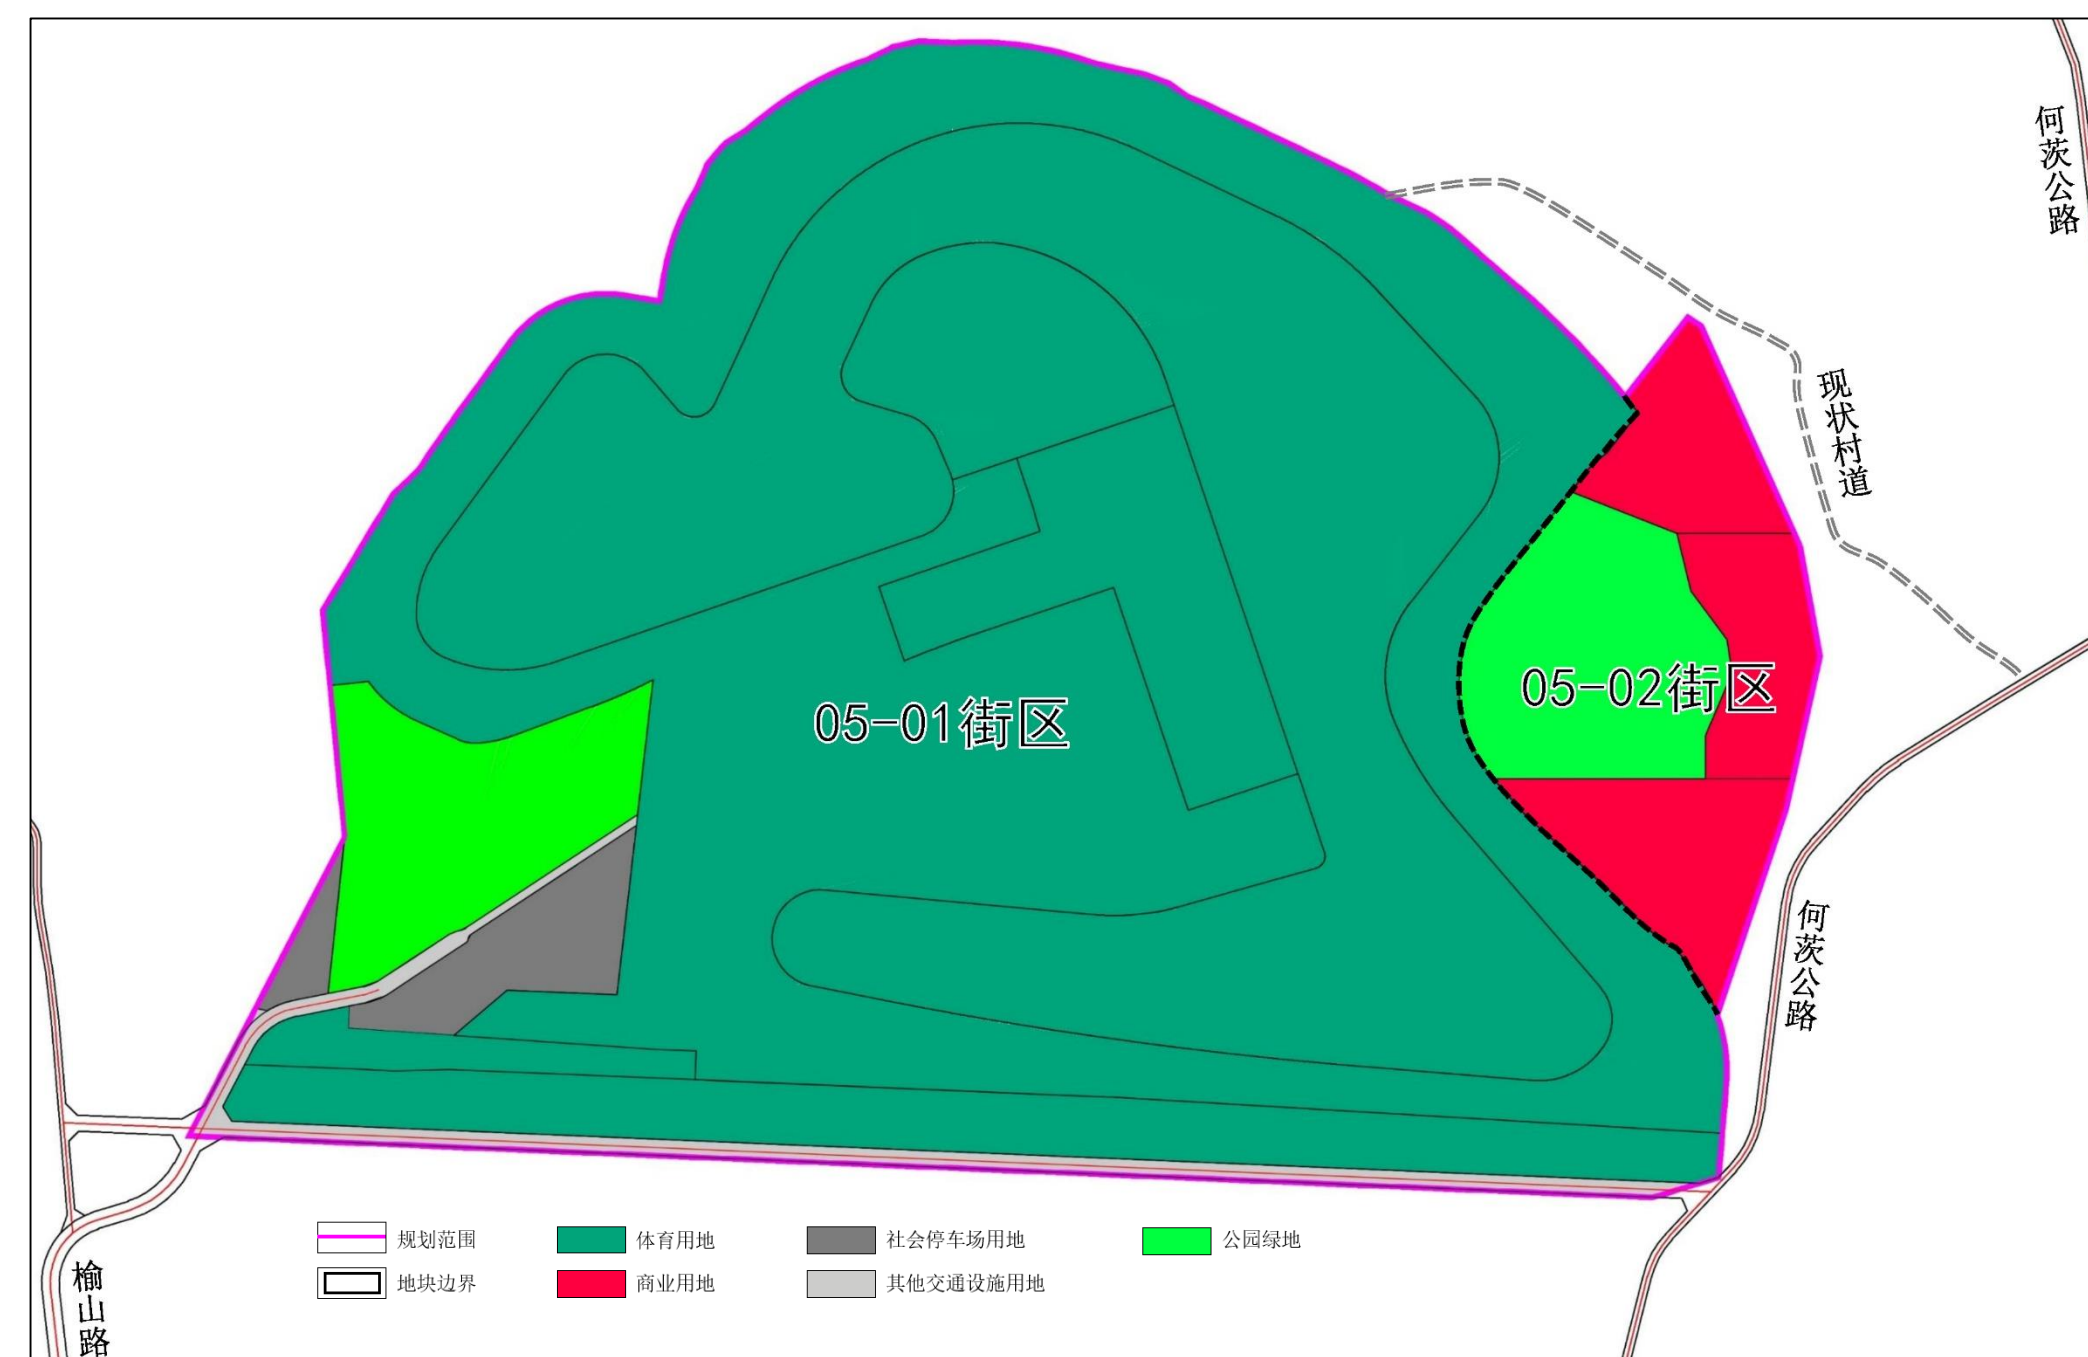 何茨公路
现状村道
05-02街区
05-01街区
何茨公路
榆山路
规划范围
体育用地
社会停车场用地
公园绿地
地块边界
商业用地
其他交通设施用地